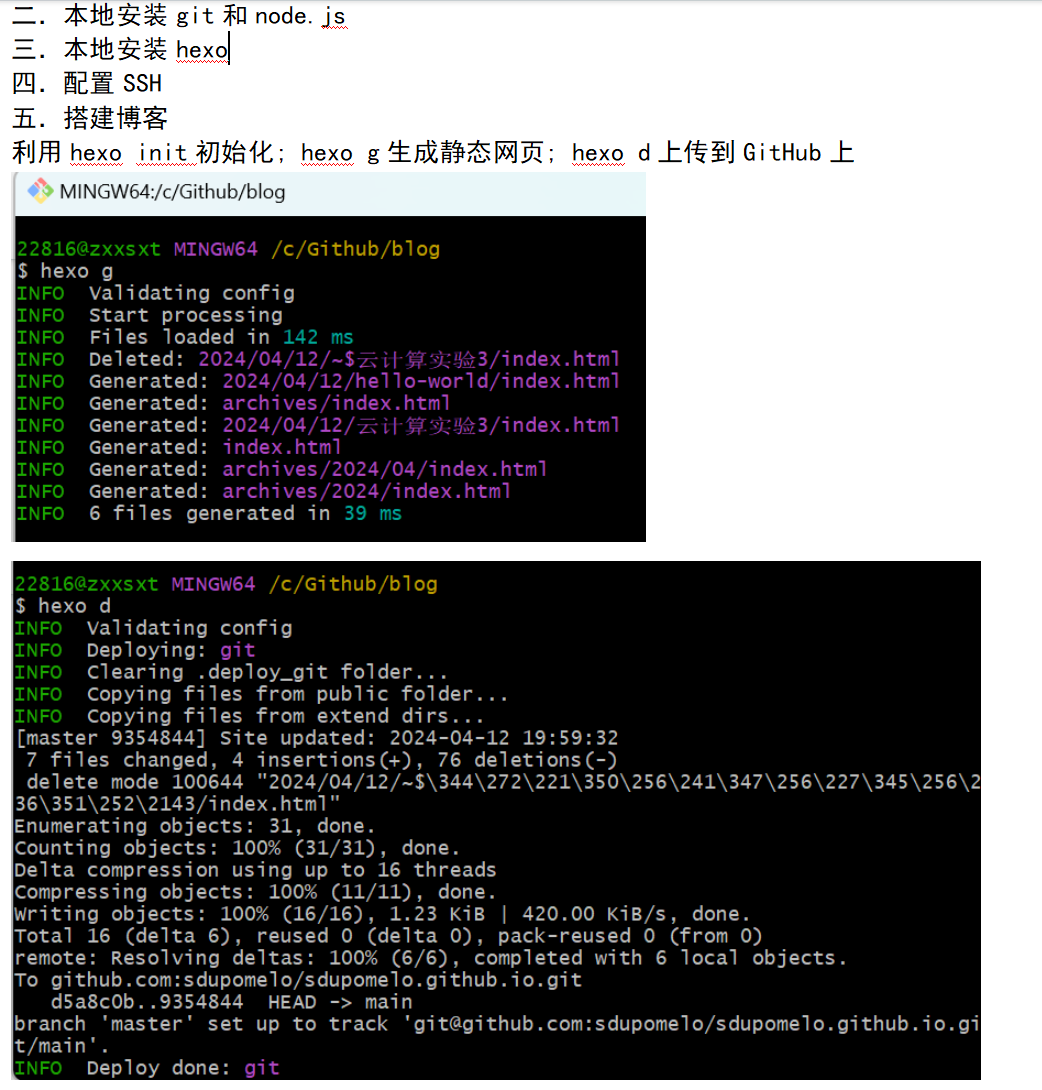 二．本地安装 git 和 node.js
三．本地安装 hexo
四．配置 SSH
五．搭建博客
利用 hexo init 初始化；hexo g 生成静态网页；hexo d 上传到 GitHub 上
MINGW64:/c/Github/blog
22816@zxxsxt MINGW64 /c/Github/blog
$ hexo g
INFO  Validating config
INFO  Start processing
INFO  Files loaded in 142 ms
INFO  Deleted: 2024/04/12/~$云计算实验3/index.html
INFO  Generated: 2024/04/12/hello-world/index.html
INFO  Generated: archives/index.html
INFO  Generated: 2024/04/12/云计算实验3/index.html
INFO  Generated: index.html
INFO  Generated: archives/2024/04/index.html
INFO  Generated: archives/2024/index.html
INFO  6 files generated in 39 ms
22816@zxxsxt MINGW64 /c/Github/blog
$ hexo d
INFO  Validating config
INFO  Deploying: git
INFO  Clearing .deploy_git folder...
INFO  Copying files from public folder...
INFO  Copying files from extend dirs...
[master 9354844] Site updated: 2024-04-12 19:59:32
 7 files changed, 4 insertions(+), 76 deletions(-)
 delete mode 100644 "2024/04/12/~$\344\272\221\350\256\241\347\256\227\345\256\2
36\351\252\2143/index.html"
Enumerating objects: 31, done.
Counting objects: 100% (31/31), done.
Delta compression using up to 16 threads
Compressing objects: 100% (11/11), done.
Writing objects: 100% (16/16), 1.23 KiB | 420.00 KiB/s, done.
Total 16 (delta 6), reused 0 (delta 0), pack-reused 0 (from 0)
remote: Resolving deltas: 100% (6/6), completed with 6 local objects.
To github.com:sdupomelo/sdupomelo.github.io.git
   d5a8c0b..9354844  HEAD -> main
branch 'master' set up to track 'git@github.com:sdupomelo/sdupomelo.github.io.gi
t/main'.
INFO  Deploy done: git